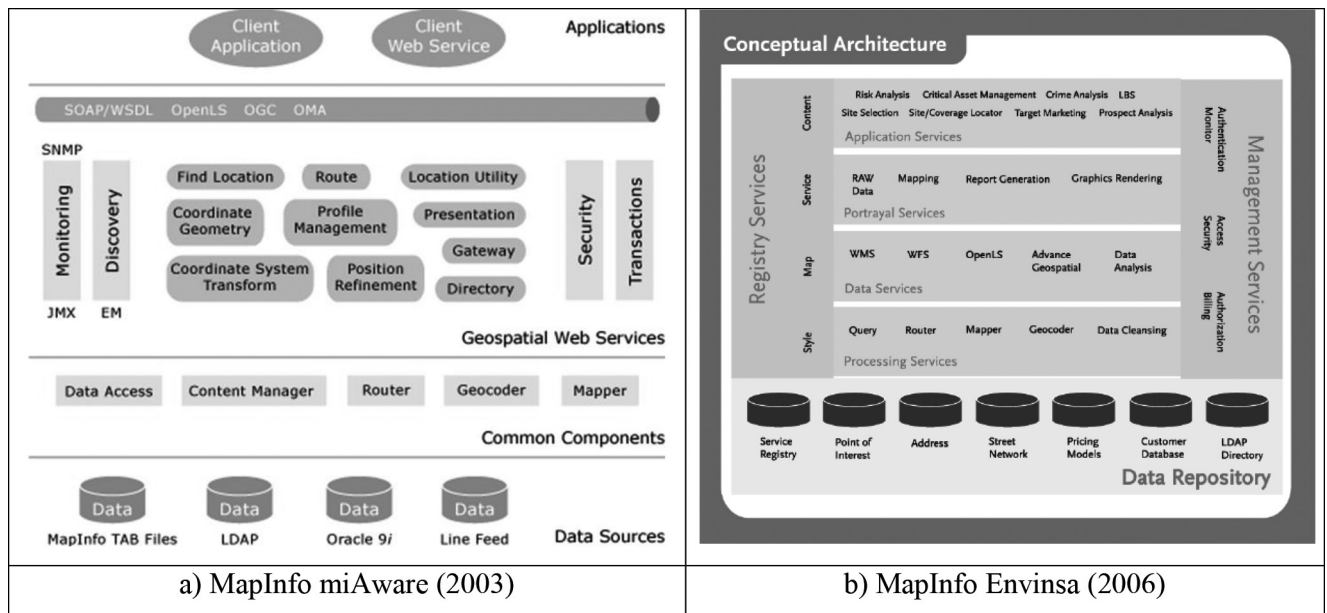 Client
Application
Client
Web Service
Applications
SOAP/WSDL OpenLS OGC OMA
SNMP
Monitoring
JMX
Discovery
EM
Find Location Route Location Utility
Coordinate
Geometry
Profile
Management
Presentation
Gateway
Coordinate System
Transform
Position
Refinement
Directory
Security
Transactions
Geospatial Web Services
Data Access Content Manager Router Geocoder Mapper
Common Components
Data Data Data Data
MapInfo TAB Files LDAP Oracle 9i Line Feed Data Sources
a) MapInfo miAware (2003)
Conceptual Architecture
Registry Services
Content
Service
Map
Style
Risk Analysis Critical Asset Management Crime Analysis LBS
Site Selection Site/Coverage Locator Target Marketing Prospect Analysis
Application Services
RAW
Data
Mapping Report Generation Graphics Rendering
Portrayal Services
WMS WFS OpenLS
Advance
Geospatial
Data
Analysis
Data Services
Query Router Mapper Geocoder Data Cleansing
Processing Services
Authentication
Monitor
Access
Security
Authorization
Billing
Management Services
Service
Registry
Point of
Interest
Address
Street
Network
Pricing
Models
Customer
Database
LDAP
Directory
Data Repository
b) MapInfo Envinsa (2006)